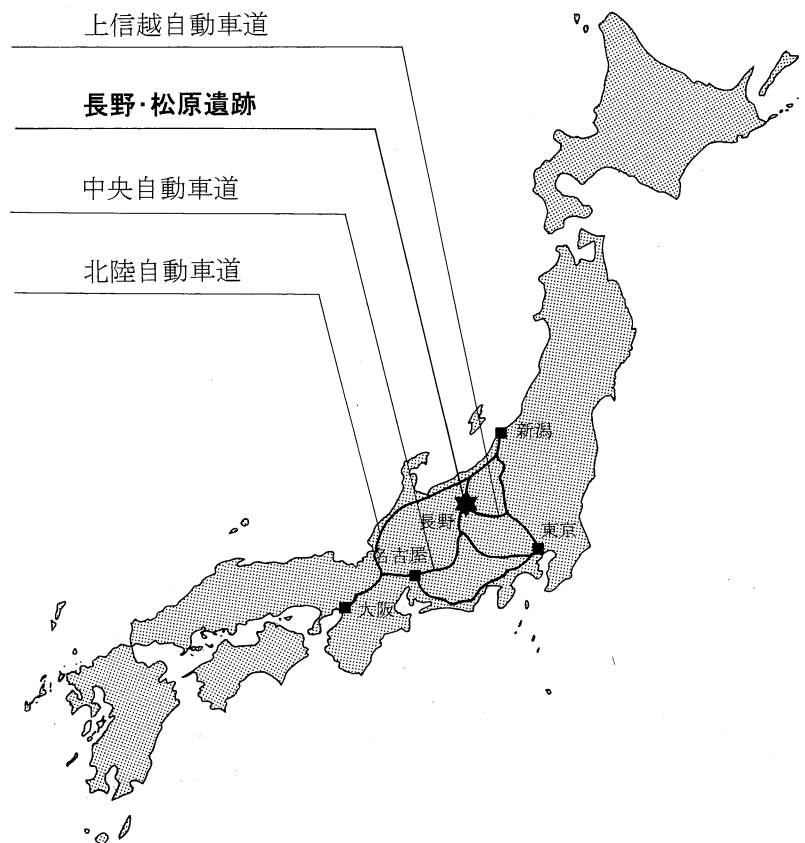 上信越自動車道
長野・松原遺跡
中央自動車道
北陸自動車道
新潟
長野
東京
名古屋
大阪